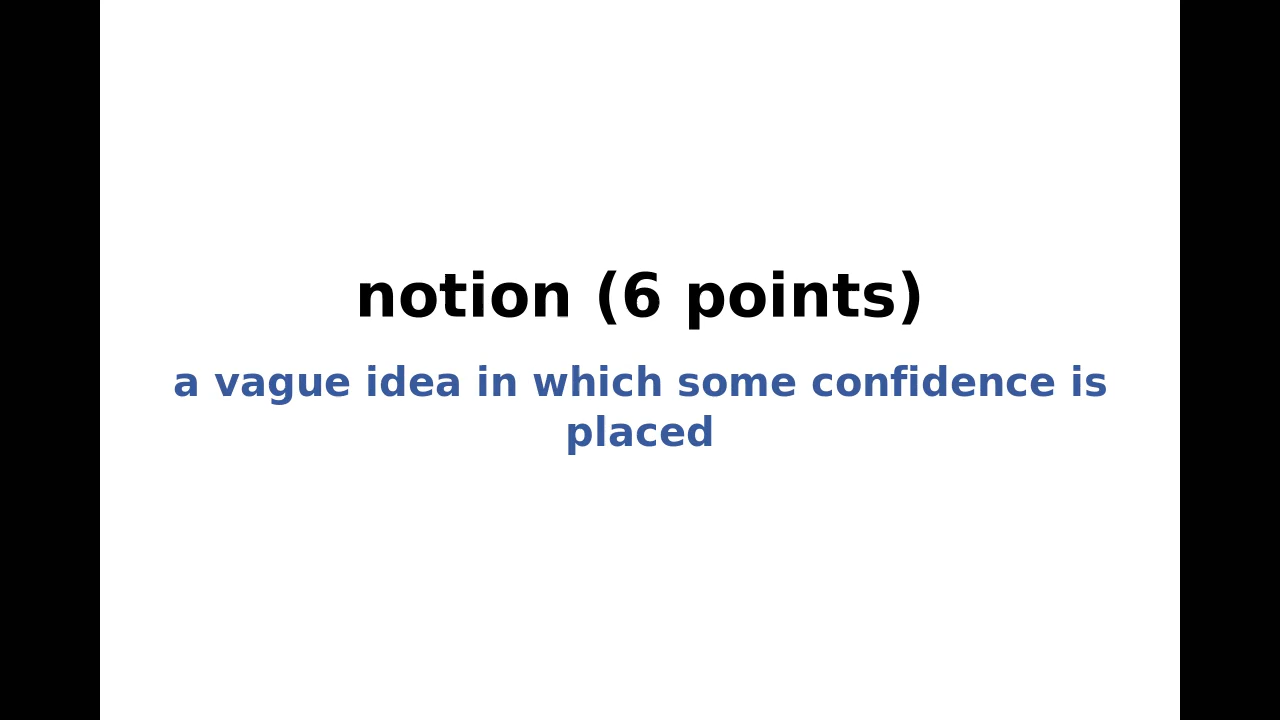 notion (6 points)
a vague idea in which some confidence is
placed